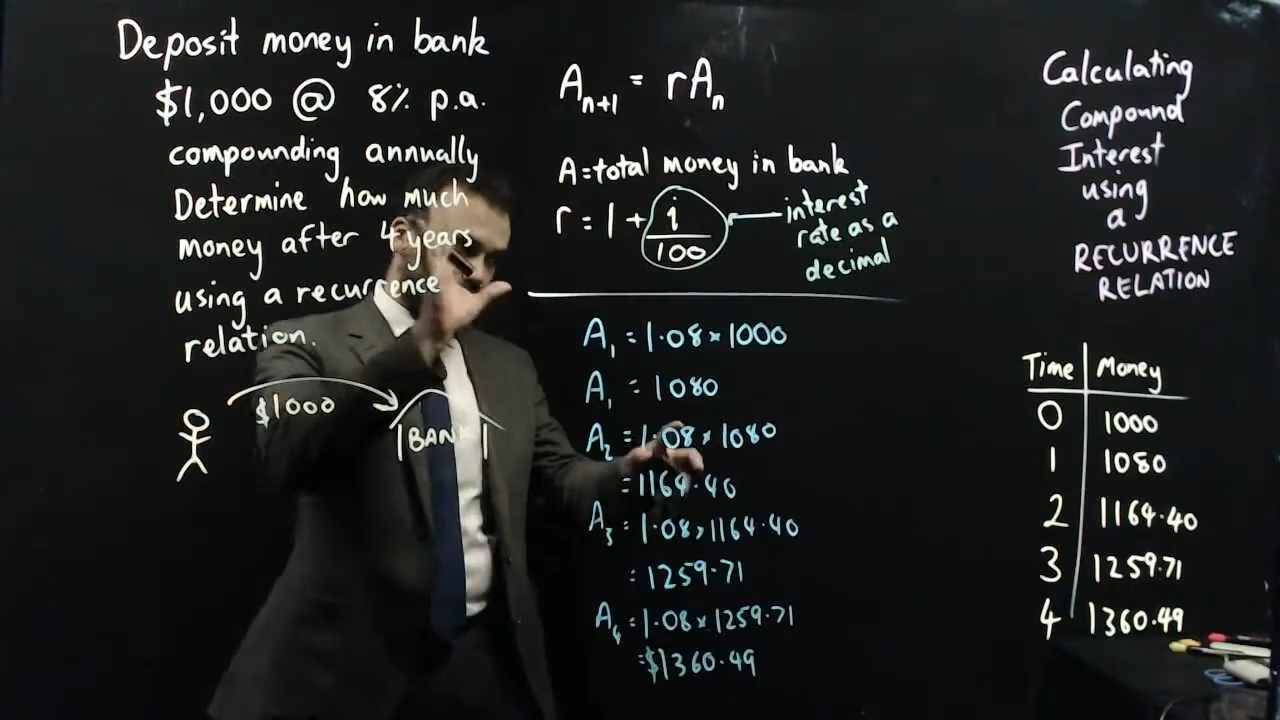 Deposit money in bank
$1,000 @ 8% p.a.
compounding annually
Determine how much
money after 4 years
using a recurrence
relation.
$1000
BANK
Aₙ₊₁ = rAₙ
A=total money in bank
r = 1 + i/100
interest
rate as a
decimal
A₁ = 1.08×1000
A₁ = 1080
A₂ = 1.08×1080
=1164.40
A₃ = 1.08×1164.40
= 1259.71
A₄ = 1.08×1259.71
=$1360.49
Calculating
Compound
Interest
using
a
RECURRENCE
RELATION
Time Money
0 1000
1 1080
2 1164.40
3 1259.71
4 1360.49